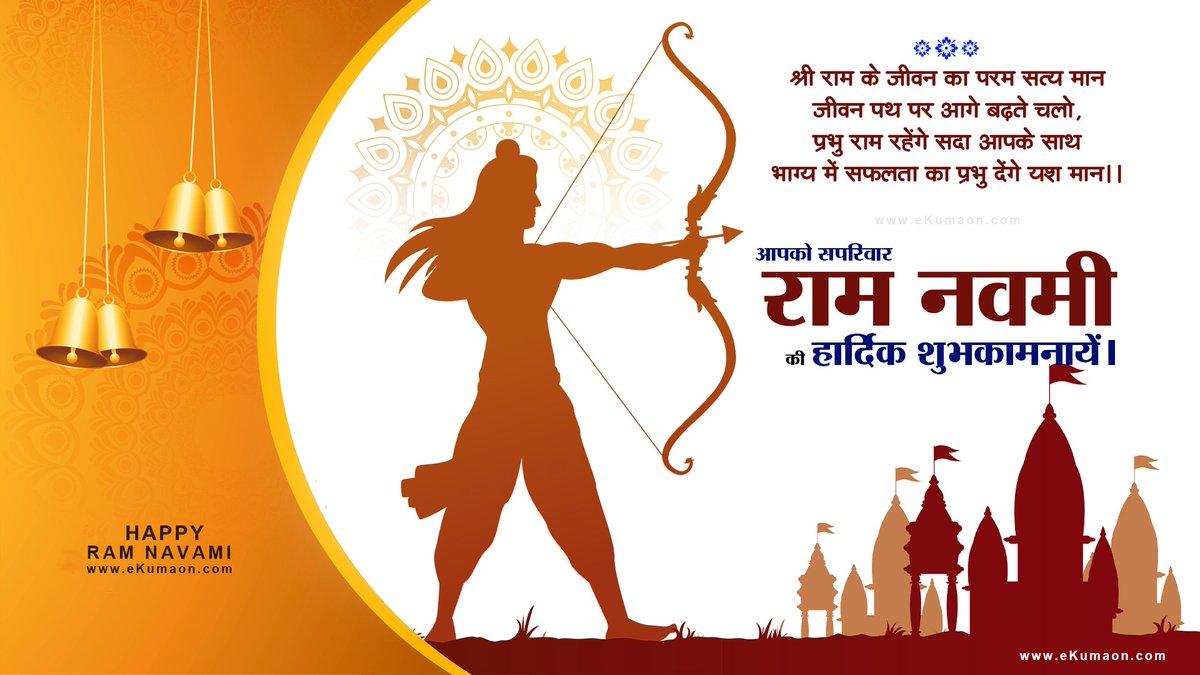 श्री राम के जीवन का परम सत्य मान
जीवन पथ पर आगे बढ़ते चलो,
प्रभु राम रहेंगे सदा आपके साथ
भाग्य में सफलता का प्रभु देंगे यश मान।।
www.eKumaon.com
आपको सपरिवार
राम नवमी
की हार्दिक शुभकामनायें।
HAPPY
RAM NAVAMI
www.eKumaon.com
www.eKumaon.com